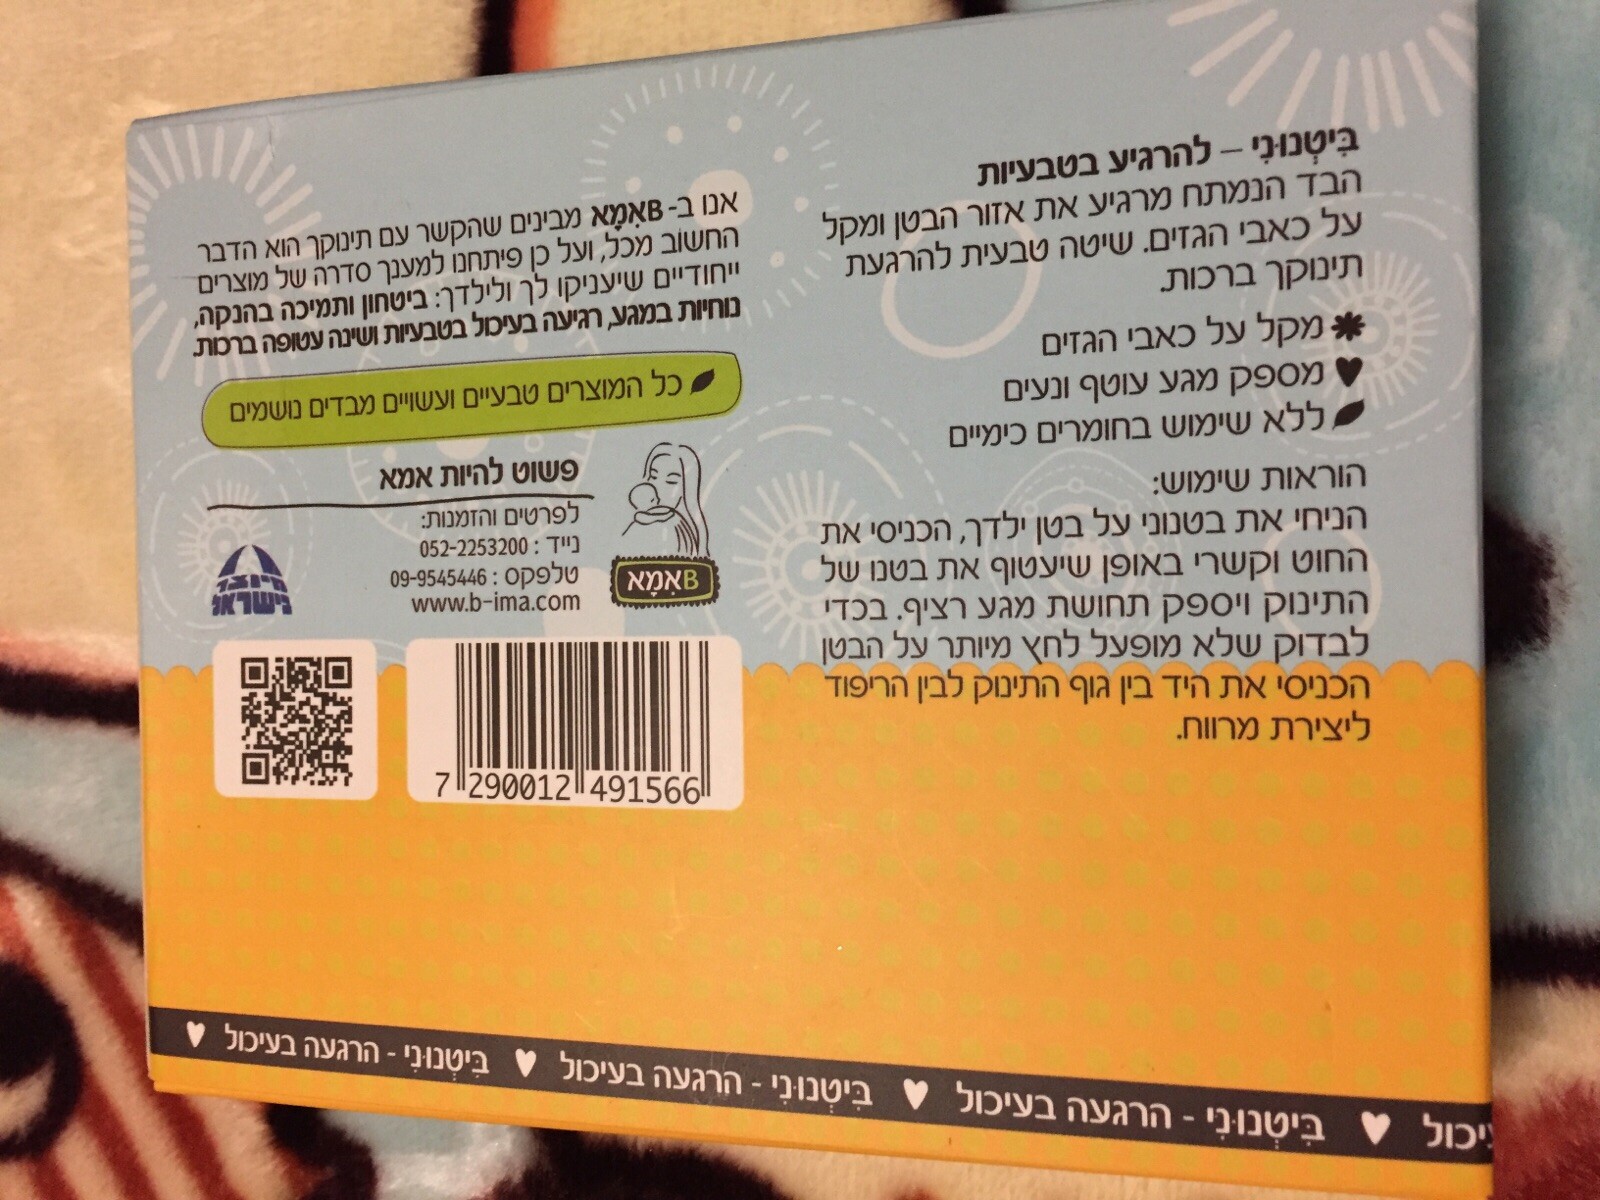 בִּיטְנוּנִי – להרגיע בטבעיות
הבד הנמתח מרגיע את אזור הבטן ומקל
על כאבי הגזים. שיטה טבעית להרגעת
תינוקך ברכות.
מקל על כאבי הגזים
מספק מגע עוטף ונעים
ללא שימוש בחומרים כימיים
הוראות שימוש:
הניחי את בטנוני על בטן ילדך, הכניסי את
החוט וקשרי באופן שיעטוף את בטנו של
התינוק ויספק תחושת מגע רציף. בכדי
לבדוק שלא מופעל לחץ מיותר על הבטן
הכניסי את היד בין גוף התינוק לבין הריפוד
ליצירת מרווח.
אנו ב- Bאִמָא מבינים שהקשר עם תינוקך הוא הדבר
החשוב מכל, ועל כן פיתחנו למענך סדרה של מוצרים
ייחודיים שיעניקו לך ולילדך: ביטחון ותמיכה בהנקה,
נוחיות במגע, רגיעה בעיכול בטבעיות ושינה עטופה ברכות.
כל המוצרים טבעיים ועשויים מבדים נושמים
פשוט להיות אמא
לפרטים והזמנות:
נייד : 052-2253200
טלפקס : 09-9545446
www.b-ima.com
Bאִמָא
מיוצר
בישראל
7 290012 491566
יכול ♥ בִּיטְנוּנִי - הרגעה בעיכול ♥ בִּיטְנוּנִי - הרגעה בעיכול ♥ בִּיטְנוּנִי - הרגעה בעיכול ♥